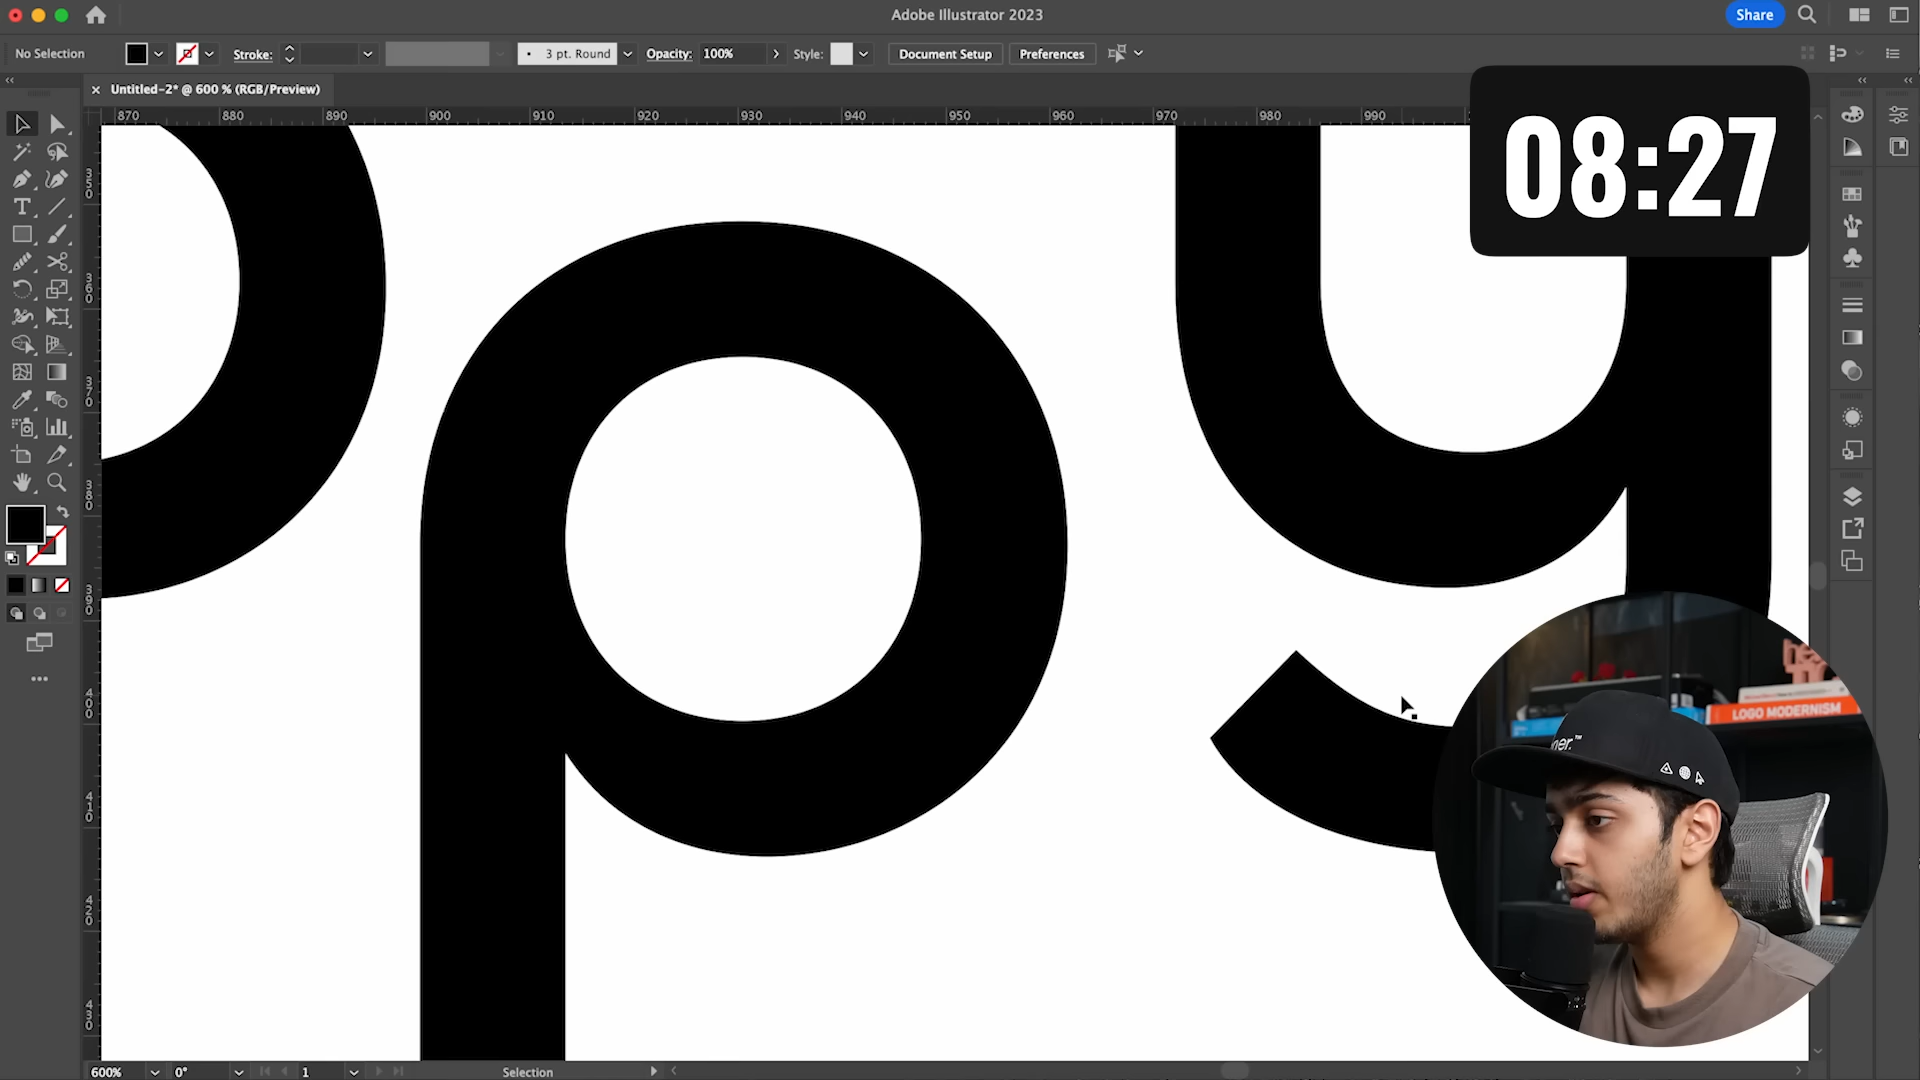 Adobe Illustrator 2023
Share
No Selection
Stroke:
3 pt. Round
Opacity:
100%
Style:
Document Setup
Preferences
Untitled-2* @ 600 % (RGB/Preview)
870 880 890 900 910 920 930 940 950 960 970 980 990
08:27
350
360
370
380
390
400
410
420
430
p y
LOGO MODERNISM
ner.™
600%
0°
1
Selection